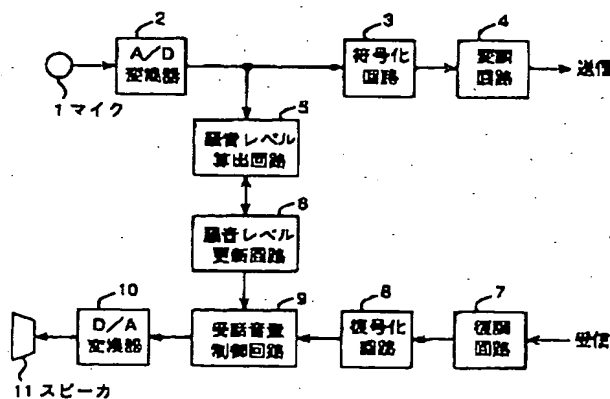 2
3
4
A/D
変換器
符号化
回路
変調
回路
送信
1 マイク
5
騒音レベル
算出回路
6
騒音レベル
更新回路
10
9
8
7
D/A
変換器
受話音量
制御回路
復号化
回路
復調
回路
受信
11 スピーカ